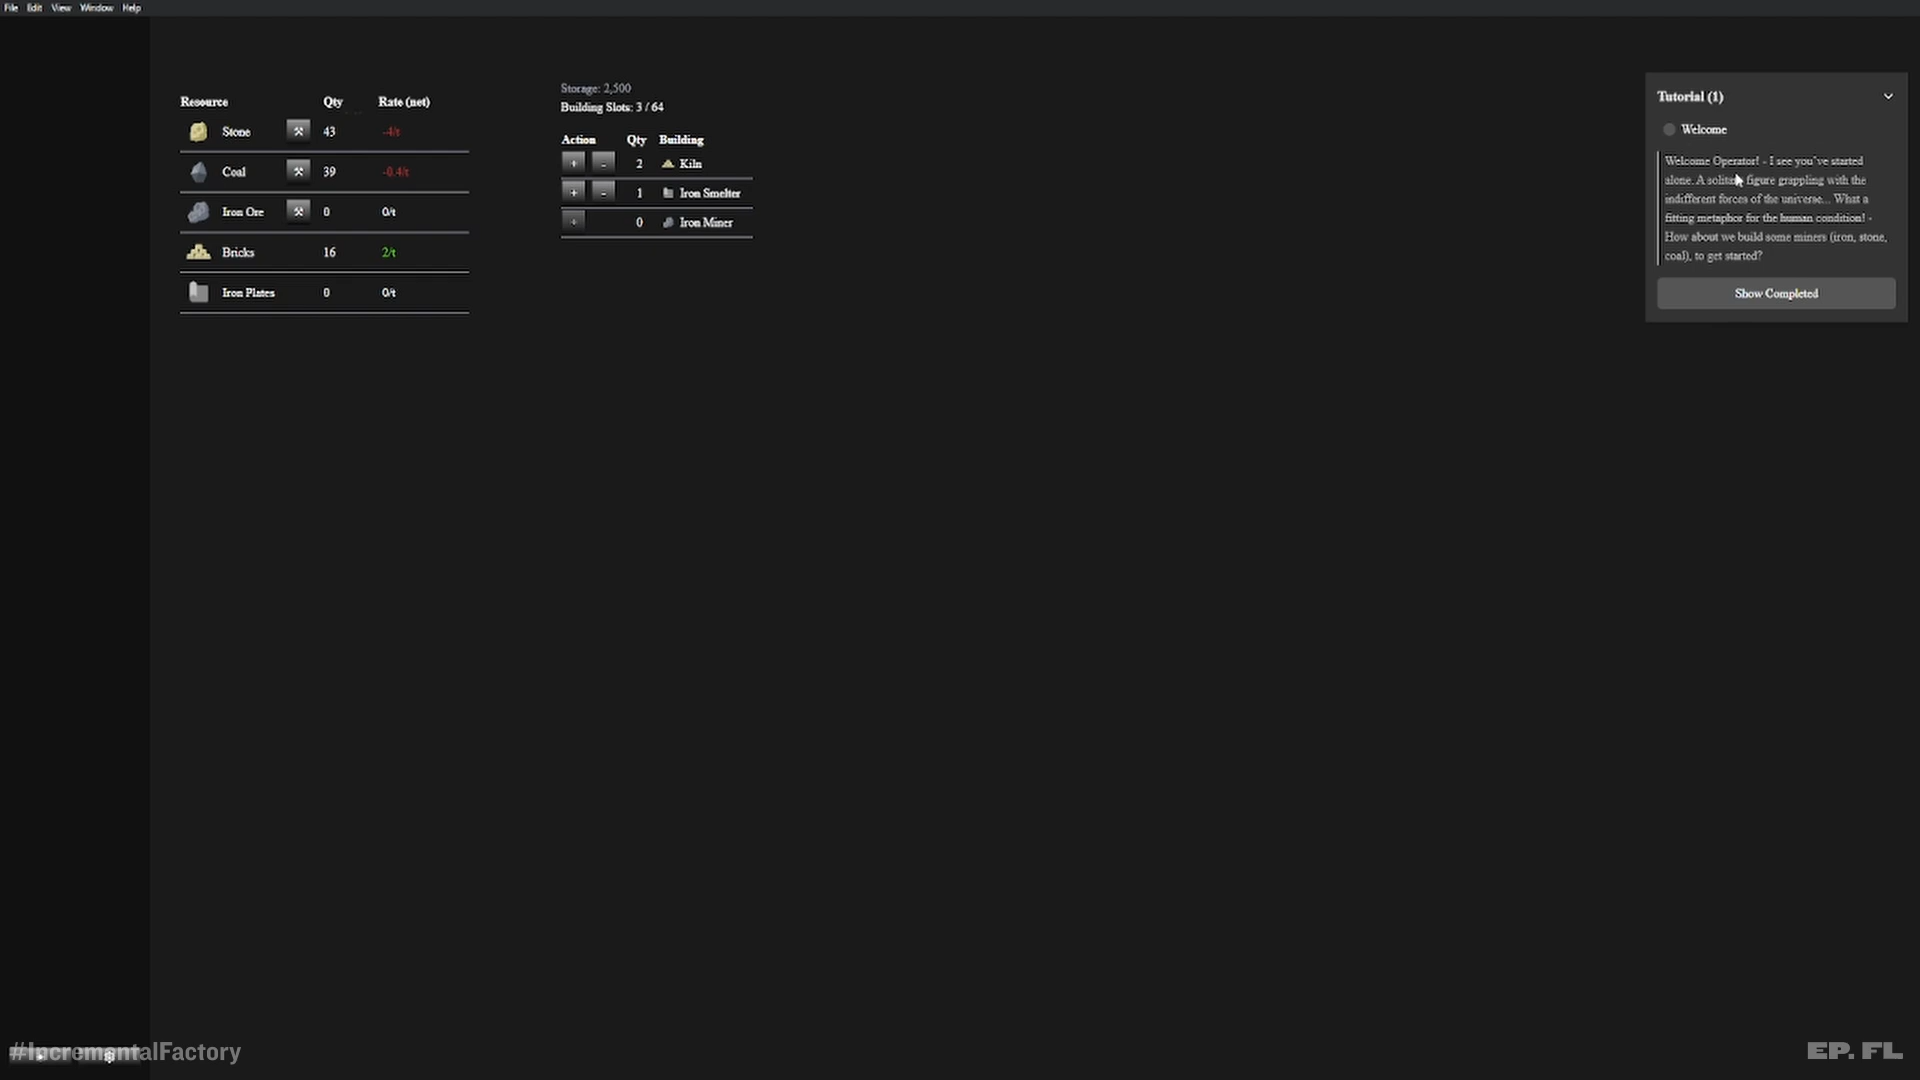 File Edit View Window Help
Resource Qty Rate (net)
Stone 43 -4/t
Coal 39 -0.4/t
Iron Ore 0 0/t
Bricks 16 2/t
Iron Plates 0 0/t
Storage: 2,500
Building Slots: 3 / 64
Action Qty Building
+ - 2 Kiln
+ - 1 Iron Smelter
+ 0 Iron Miner
Tutorial (1)
Welcome
Welcome Operator! - I see you've started
alone. A solitary figure grappling with the
indifferent forces of the universe... What a
fitting metaphor for the human condition! -
How about we build some miners (iron, stone,
coal), to get started?
Show Completed
#IncrementalFactory
EP. FL